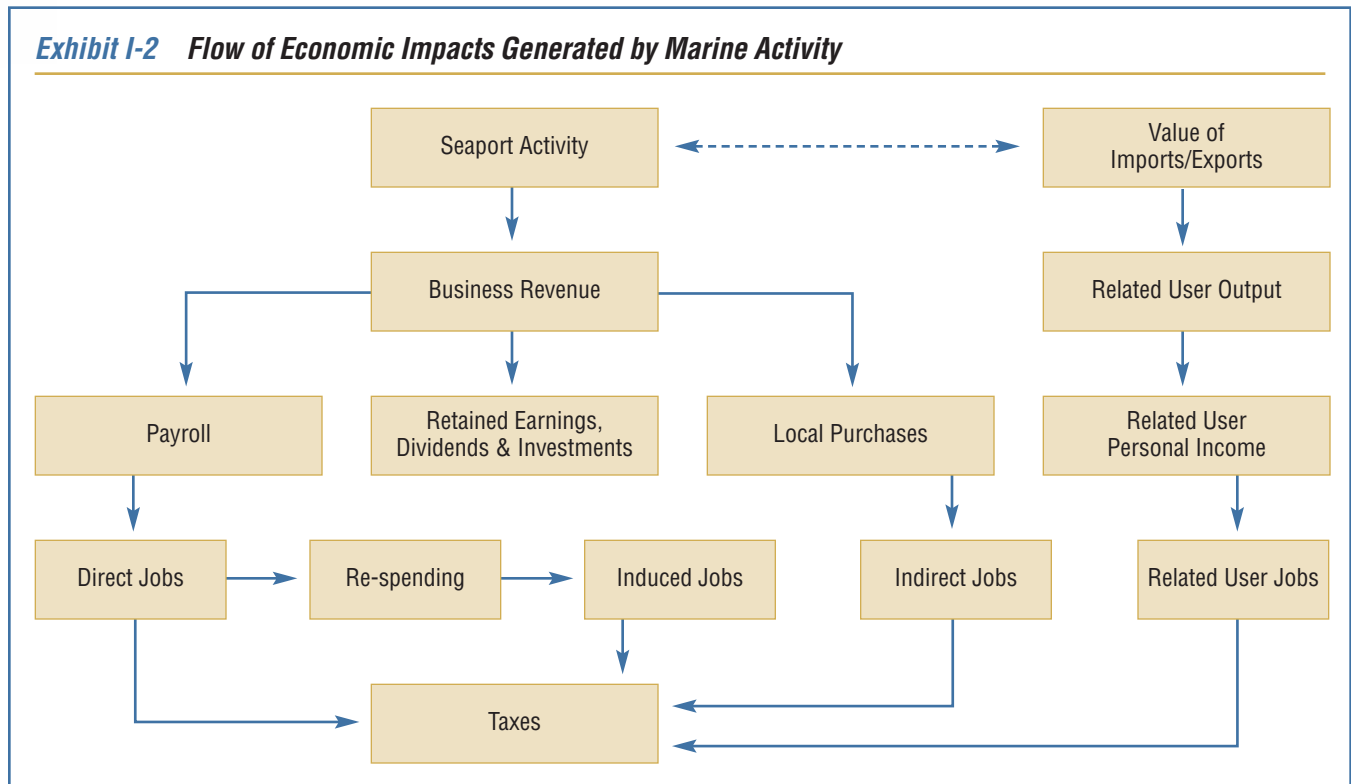 Exhibit I-2 Flow of Economic Impacts Generated by Marine Activity
Seaport Activity
Value of
Imports/Exports
Business Revenue
Related User Output
Payroll
Retained Earnings,
Dividends & Investments
Local Purchases
Related User
Personal Income
Direct Jobs
Re-spending
Induced Jobs
Indirect Jobs
Related User Jobs
Taxes